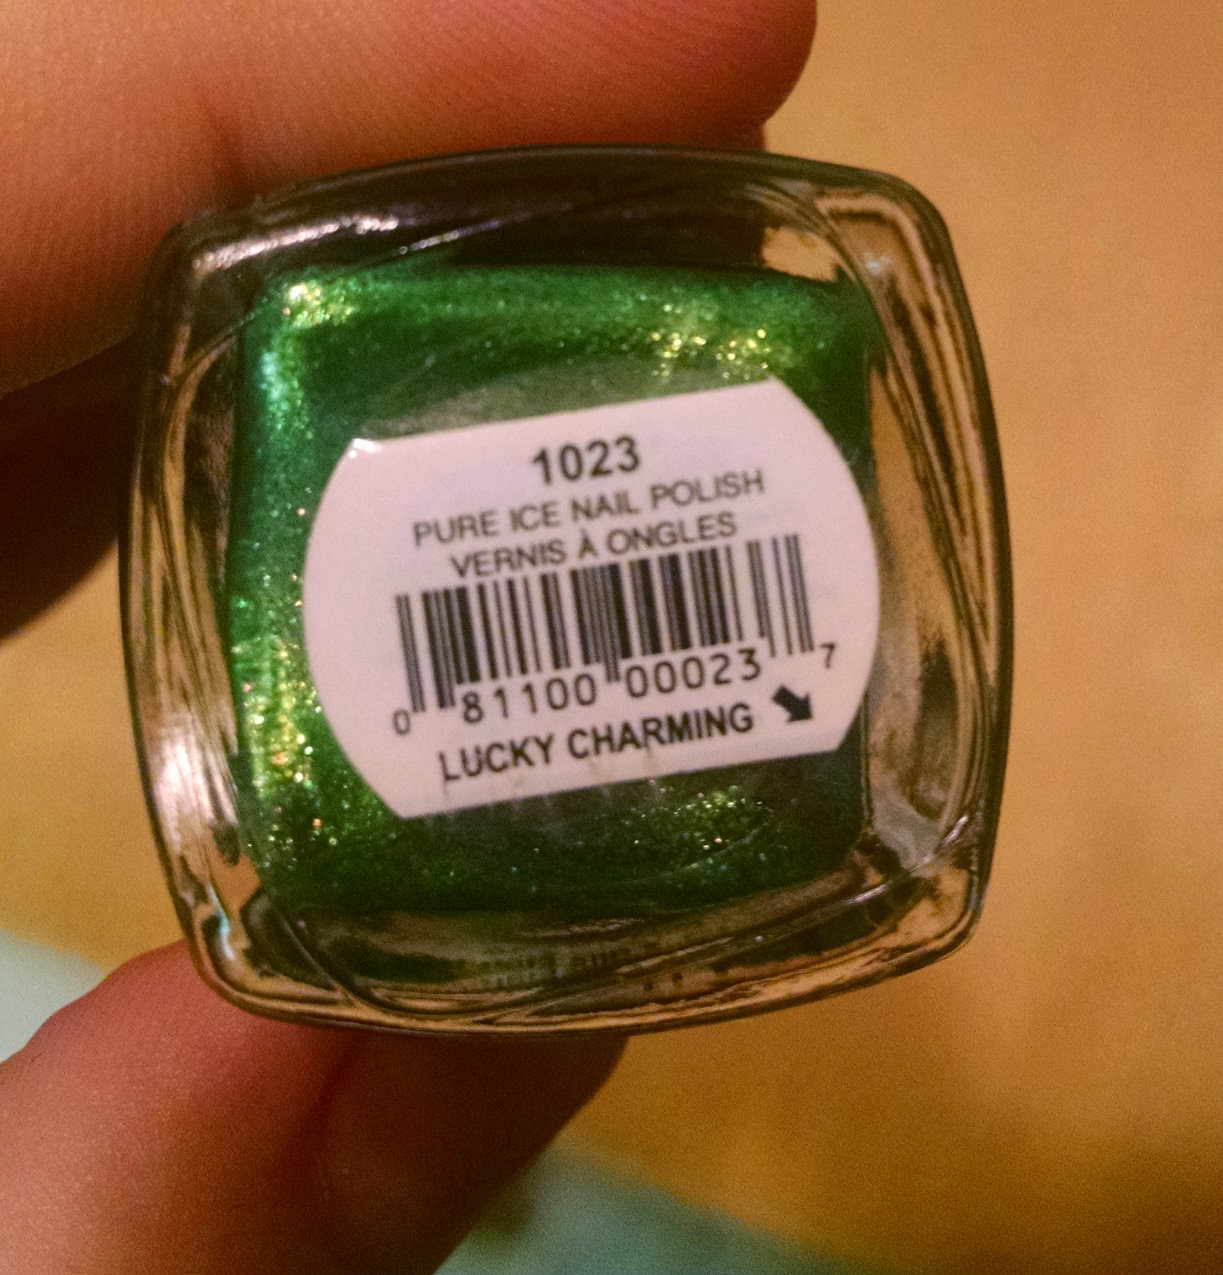 1023
PURE ICE NAIL POLISH
VERNIS À ONGLES
0 81100 00023 7
LUCKY CHARMING